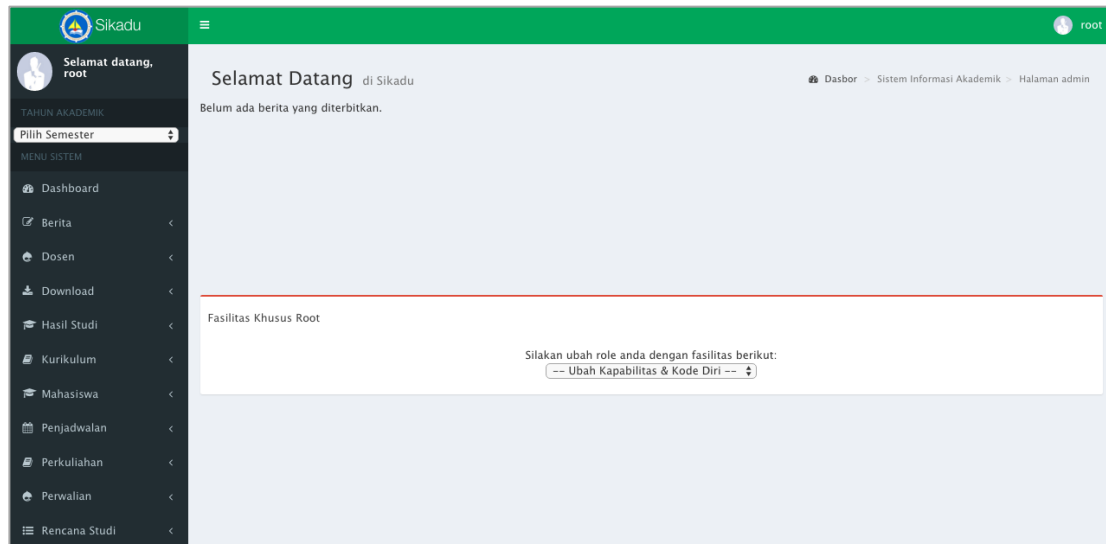 Sikadu
root
Selamat datang,
root
TAHUN AKADEMIK
Pilih Semester
MENU SISTEM
Dashboard
Berita
Dosen
Download
Hasil Studi
Kurikulum
Mahasiswa
Penjadwalan
Perkuliahan
Perwalian
Rencana Studi
Selamat Datang di Sikadu
Dasbor > Sistem Informasi Akademik > Halaman admin
Belum ada berita yang diterbitkan.
Fasilitas Khusus Root
Silakan ubah role anda dengan fasilitas berikut:
-- Ubah Kapabilitas & Kode Diri --